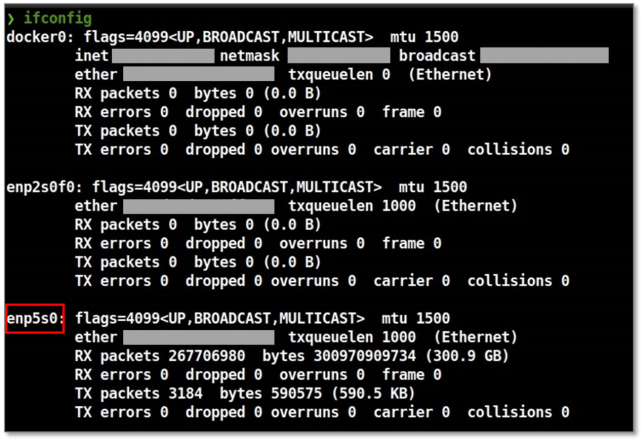 ❯ ifconfig
docker0: flags=4099<UP,BROADCAST,MULTICAST>  mtu 1500
inet netmask broadcast
ether txqueuelen 0  (Ethernet)
RX packets 0  bytes 0 (0.0 B)
RX errors 0  dropped 0  overruns 0  frame 0
TX packets 0  bytes 0 (0.0 B)
TX errors 0  dropped 0 overruns 0  carrier 0  collisions 0
enp2s0f0: flags=4099<UP,BROADCAST,MULTICAST>  mtu 1500
ether txqueuelen 1000  (Ethernet)
RX packets 0  bytes 0 (0.0 B)
RX errors 0  dropped 0  overruns 0  frame 0
TX packets 0  bytes 0 (0.0 B)
TX errors 0  dropped 0 overruns 0  carrier 0  collisions 0
enp5s0: flags=4099<UP,BROADCAST,MULTICAST>  mtu 1500
ether txqueuelen 1000  (Ethernet)
RX packets 267706980  bytes 300970909734 (300.9 GB)
RX errors 0  dropped 0  overruns 0  frame 0
TX packets 3184  bytes 590575 (590.5 KB)
TX errors 0  dropped 0 overruns 0  carrier 0  collisions 0